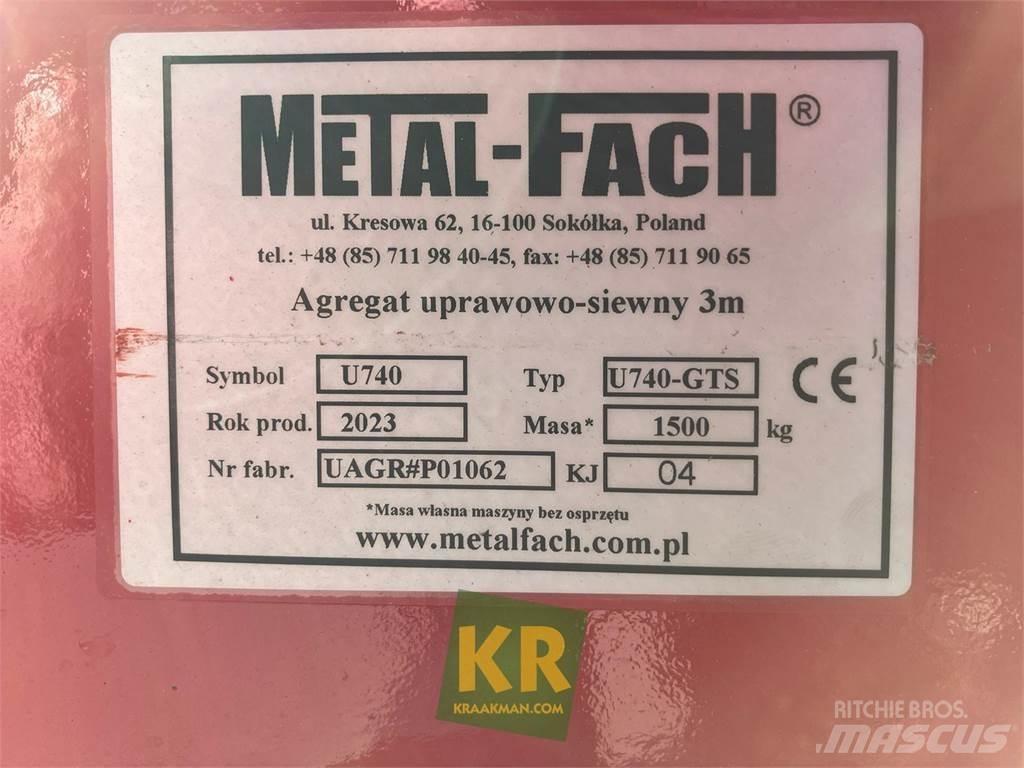 METAL-FACH®
ul. Kresowa 62, 16-100 Sokółka, Poland
tel.: +48 (85) 711 98 40-45, fax: +48 (85) 711 90 65
Agregat uprawowo-siewny 3m
Symbol U740 Typ U740-GTS CE
Rok prod. 2023 Masa* 1500 kg
Nr fabr. UAGR#P01062 KJ 04
*Masa własna maszyny bez osprzętu
www.metalfach.com.pl
KR
KRAAKMAN.COM
RITCHIE BROS.
MASCUS